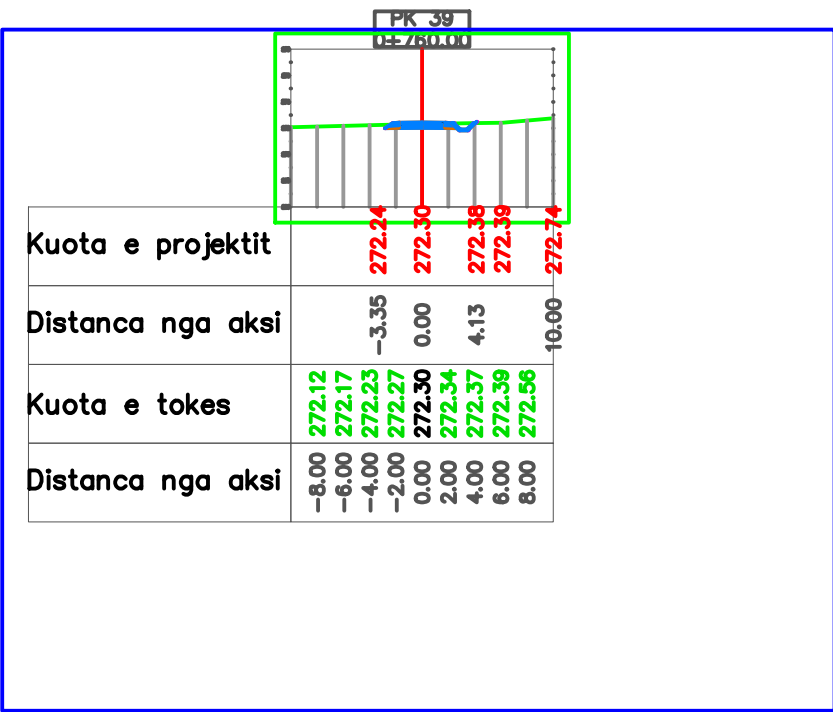 PK 39
0+760.00
Kuota e projektit
272.24 272.30 272.38 272.39 272.74
Distanca nga aksi
-3.35 0.00 4.13 10.00
Kuota e tokes
272.12 272.17 272.23 272.27 272.30 272.34 272.37 272.39 272.56
Distanca nga aksi
-8.00 -6.00 -4.00 -2.00 0.00 2.00 4.00 6.00 8.00